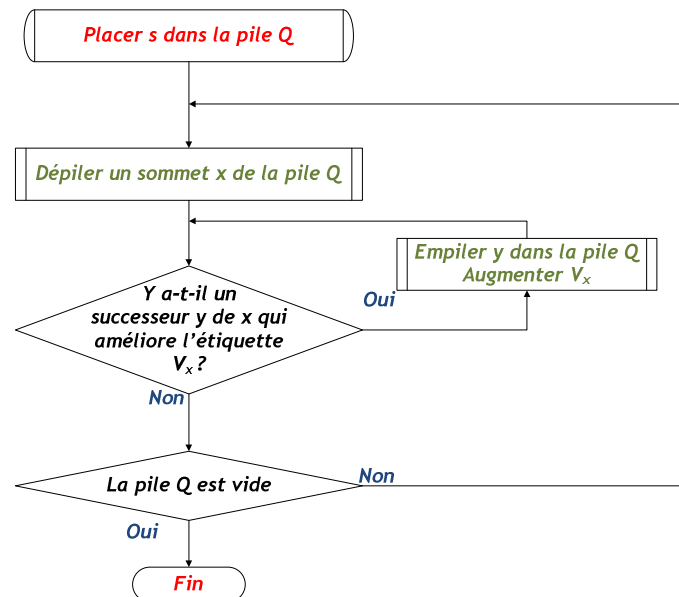 Placer s dans la pile Q
Dépiler un sommet x de la pile Q
Empiler y dans la pile Q
Augmenter Vₓ
Oui
Y a-t-il un
successeur y de x qui
améliore l'étiquette
Vₓ ?
Non
La pile Q est vide
Non
Oui
Fin